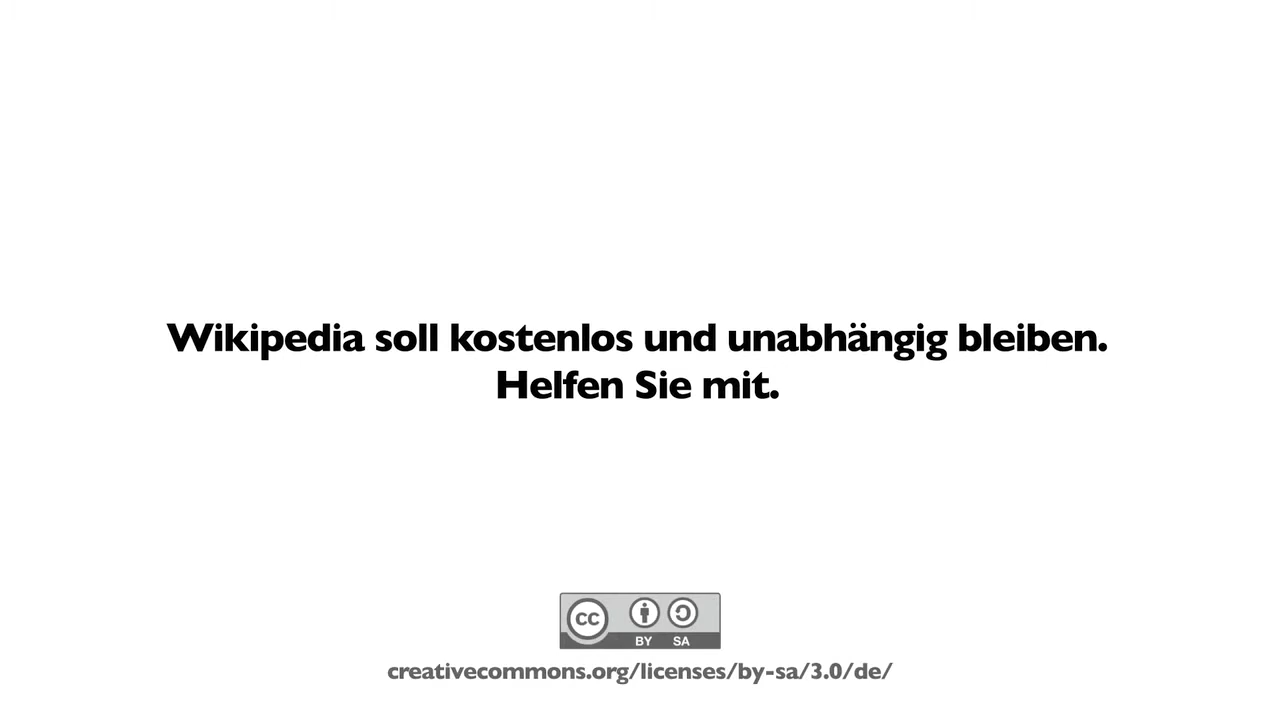 Wikipedia soll kostenlos und unabhängig bleiben.
Helfen Sie mit.
cc
BY SA
creativecommons.org/licenses/by-sa/3.0/de/